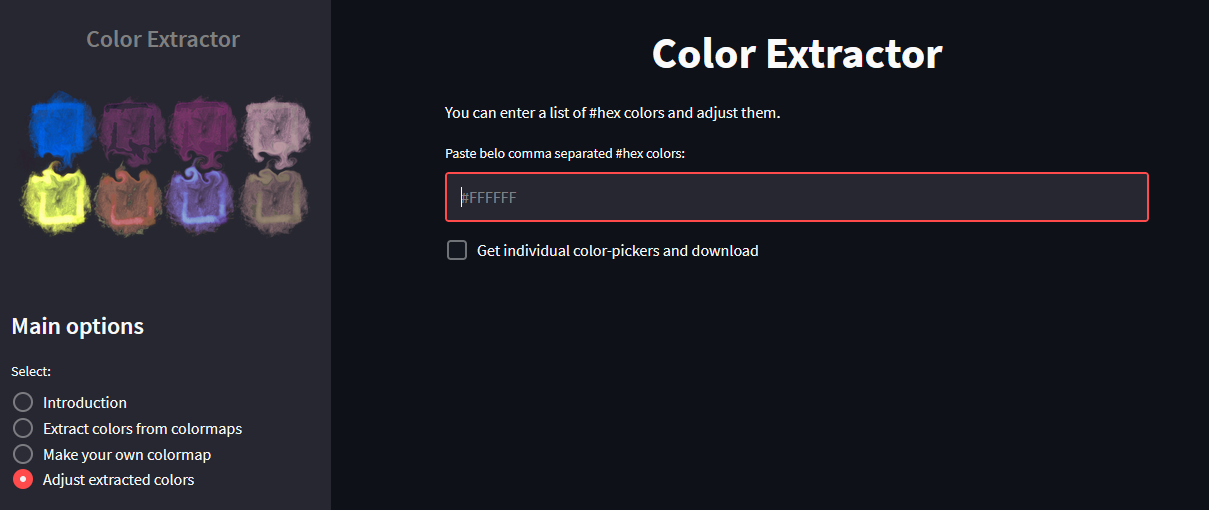 Color Extractor
Main options
Select:
Introduction
Extract colors from colormaps
Make your own colormap
Adjust extracted colors
Color Extractor
You can enter a list of #hex colors and adjust them.
Paste belo comma separated #hex colors:
#FFFFFF
Get individual color-pickers and download